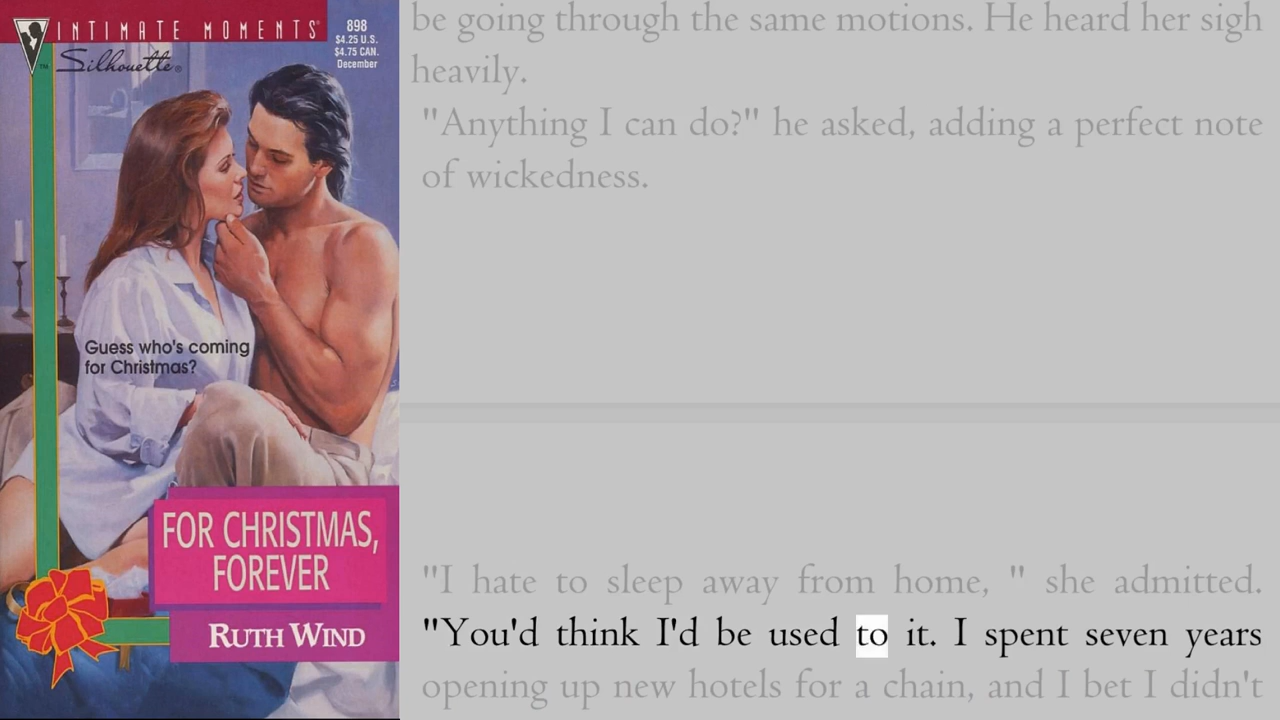 INTIMATE MOMENTS®
Silhouette®
TM
898
$4.25 U.S.
$4.75 CAN.
December
Guess who's coming
for Christmas?
FOR CHRISTMAS,
FOREVER
RUTH WIND
be going through the same motions. He heard her sigh
heavily.
"Anything I can do?" he asked, adding a perfect note
of wickedness.
"I hate to sleep away from home, " she admitted.
"You'd think I'd be used to it. I spent seven years
opening up new hotels for a chain, and I bet I didn't